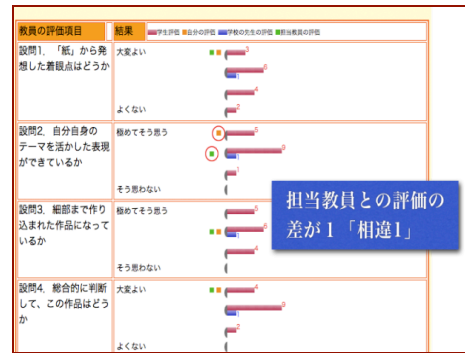 教員の評価項目
結果
学生評価 自分の評価 学校の先生の評価 担当教員の評価
設問1. 「紙」から発
想した着眼点はどうか
大変よい
3
6
1
4
2
よくない
設問2. 自分自身の
テーマを活かした表現
ができているか
極めてそう思う
5
9
1
1
そう思わない
設問3. 細部まで作り
込まれた作品になって
いるか
極めてそう思う
5
6
1
4
そう思わない
設問4. 総合的に判断
して、この作品はどう
か
大変よい
4
9
1
2
よくない
担当教員との評価の
差が1「相違1」